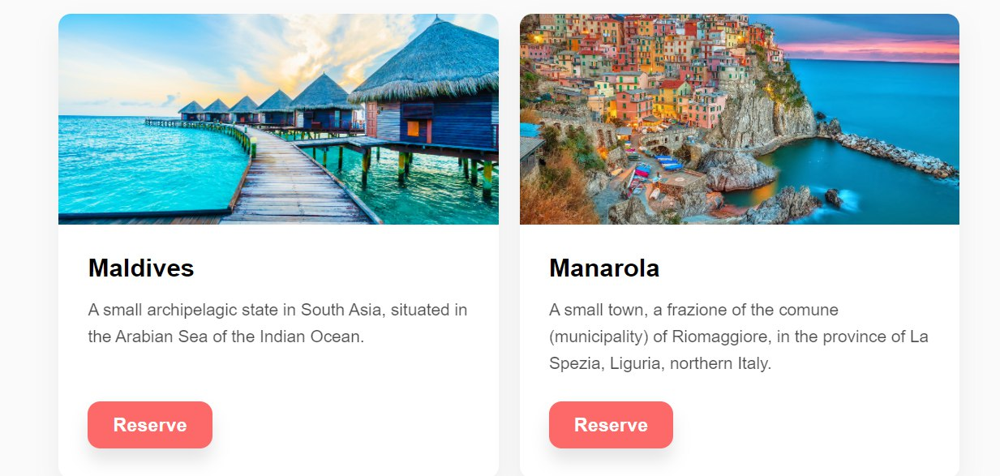 Maldives
A small archipelagic state in South Asia, situated in
the Arabian Sea of the Indian Ocean.
Reserve
Manarola
A small town, a frazione of the comune
(municipality) of Riomaggiore, in the province of La
Spezia, Liguria, northern Italy.
Reserve